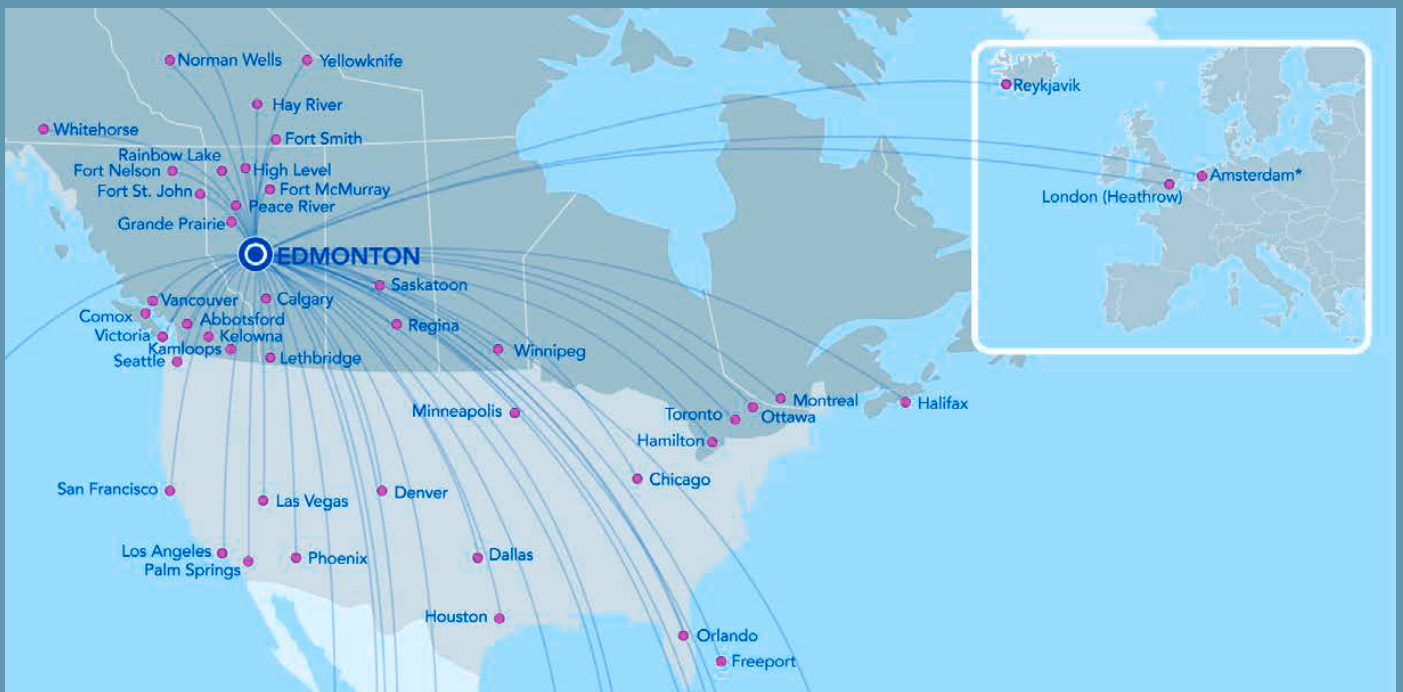 Norman Wells
Yellowknife
Reykjavik
Hay River
Whitehorse
Fort Smith
Rainbow Lake
Fort Nelson
High Level
Amsterdam*
Fort St. John
Fort McMurray
London (Heathrow)
Peace River
Grande Prairie
EDMONTON
Saskatoon
Vancouver
Calgary
Comox
Abbotsford
Regina
Victoria
Kelowna
Kamloops
Winnipeg
Seattle
Lethbridge
Montreal
Halifax
Minneapolis
Toronto
Ottawa
Hamilton
Chicago
San Francisco
Denver
Las Vegas
Los Angeles
Dallas
Phoenix
Palm Springs
Houston
Orlando
Freeport